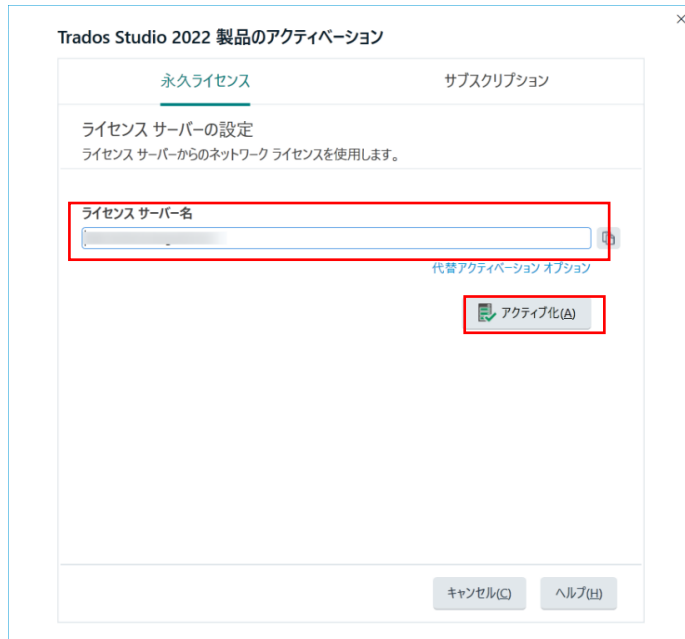 Trados Studio 2022 製品のアクティベーション
永久ライセンス
サブスクリプション
ライセンス サーバーの設定
ライセンス サーバーからのネットワーク ライセンスを使用します。
ライセンス サーバー名
代替アクティベーション オプション
アクティブ化(A)
キャンセル(C)
ヘルプ(H)